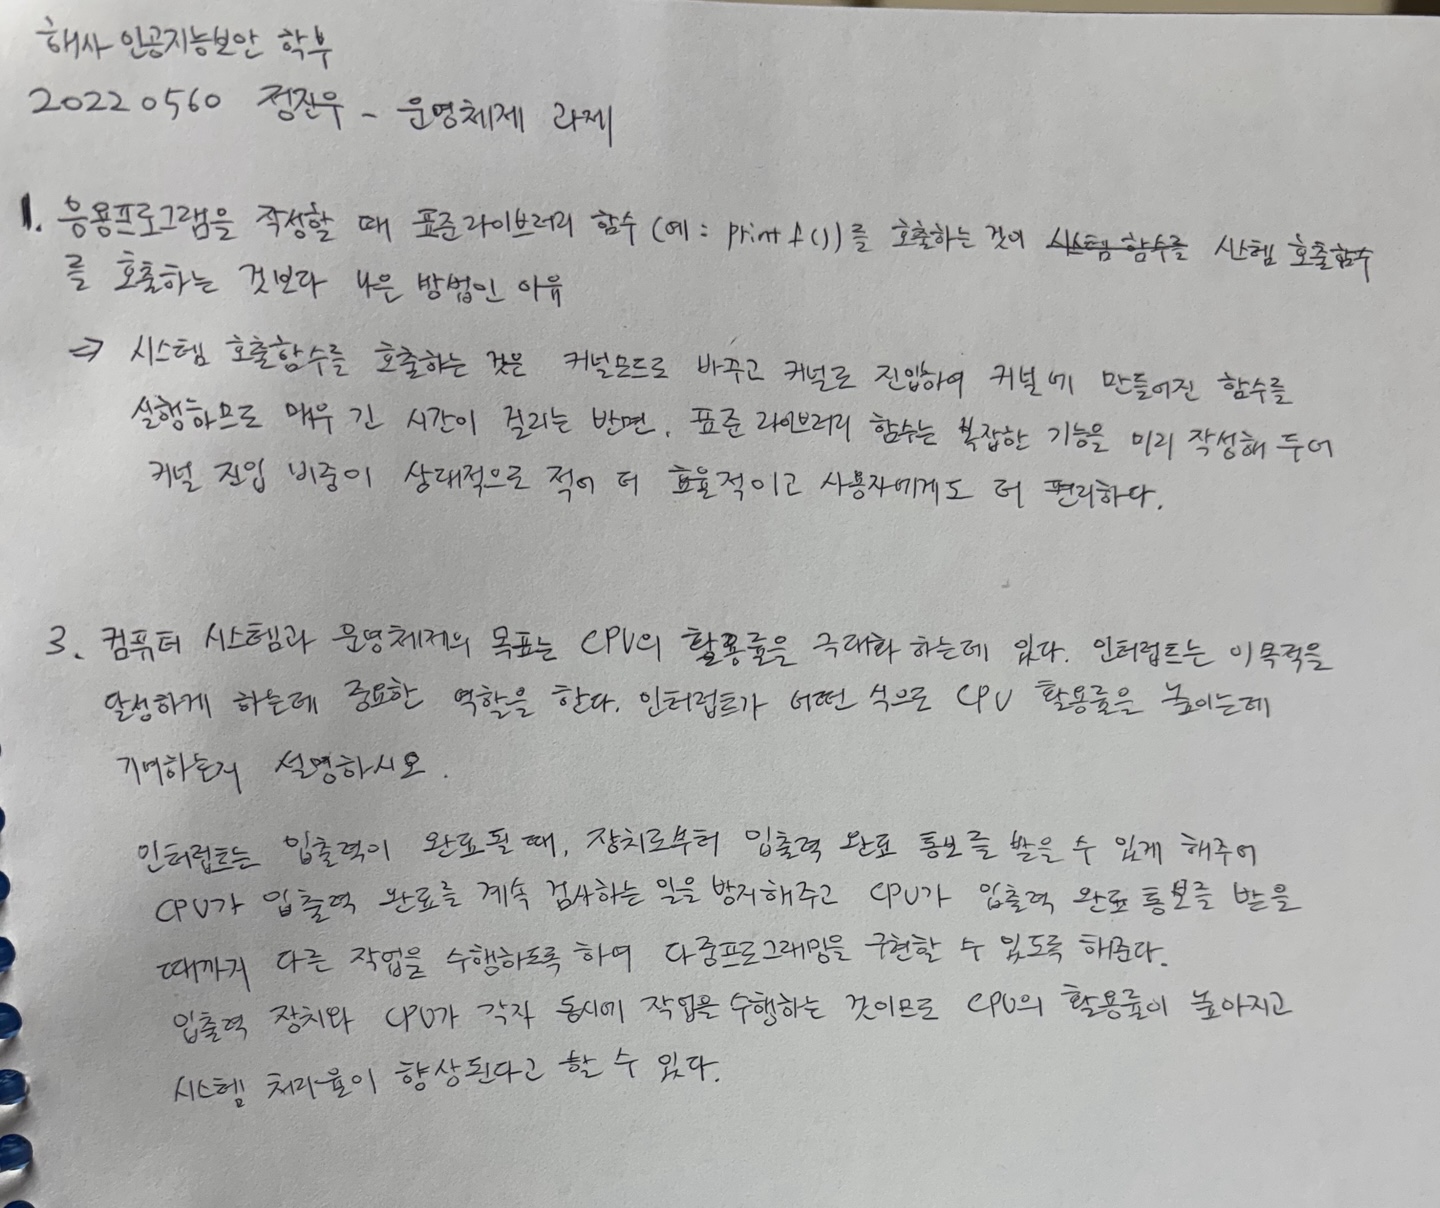 해사 인공지능보안 학부
20220560 정진우 - 운영체제 과제
1. 응용프로그램을 작성할 때 표준라이브러리 함수 (예: printf())를 호출하는 것이 시스템 함수를 시스템 호출함수
를 호출하는 것보다 나은 방법인 이유
⇒ 시스템 호출함수를 호출하는 것은 커널모드로 바꾸고 커널로 진입하여 커널에 만들어진 함수를
실행하므로 매우 긴 시간이 걸리는 반면, 표준 라이브러리 함수는 복잡한 기능을 미리 작성해 두어
커널 진입 비중이 상대적으로 적어 더 효율적이고 사용자에게도 더 편리하다.
3. 컴퓨터 시스템과 운영체제의 목표는 CPU의 활용률을 극대화 하는데 있다. 인터럽트는 이 목적을
달성하게 하는데 중요한 역할을 한다. 인터럽트가 어떤 식으로 CPU 활용률을 높이는데
기여하는지 설명하시오.
인터럽트는 입출력이 완료될 때, 장치로부터 입출력 완료 통보를 받을 수 있게 해주어
CPU가 입출력 완료를 계속 검사하는 일을 방지해주고 CPU가 입출력 완료 통보를 받을
때까지 다른 작업을 수행하도록 하여 다중프로그래밍을 구현할 수 있도록 해준다.
입출력 장치와 CPU가 각자 동시에 작업을 수행하는 것이므로 CPU의 활용률이 높아지고
시스템 처리율이 향상된다고 할 수 있다.